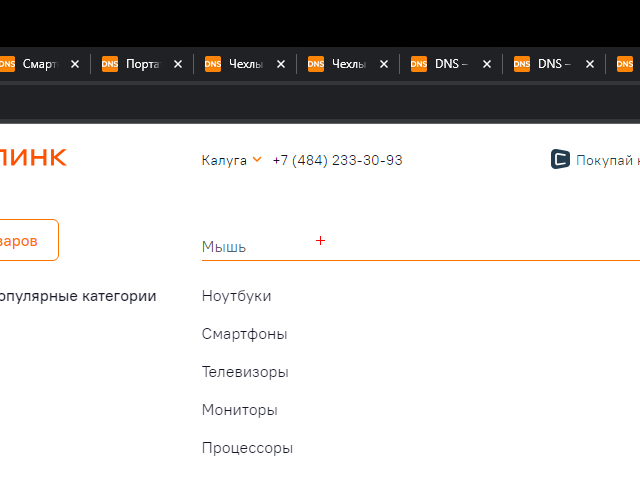 DNS Смарт DNS Порта DNS Чехлы DNS Чехлы DNS DNS – DNS DNS – DNS
ЛИНК Калуга +7 (484) 233-30-93 Покупай
варов Мышь
опулярные категории Ноутбуки
Смартфоны
Телевизоры
Мониторы
Процессоры